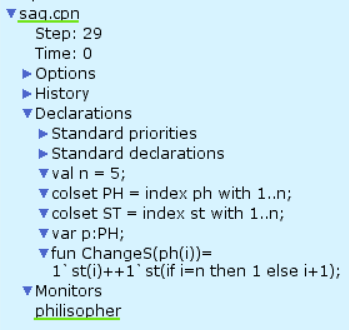 saq.cpn
Step: 29
Time: 0
Options
History
Declarations
Standard priorities
Standard declarations
val n = 5;
colset PH = index ph with 1..n;
colset ST = index st with 1..n;
var p:PH;
fun ChangeS(ph(i))=
1`st(i)++1`st(if i=n then 1 else i+1);
Monitors
philisopher